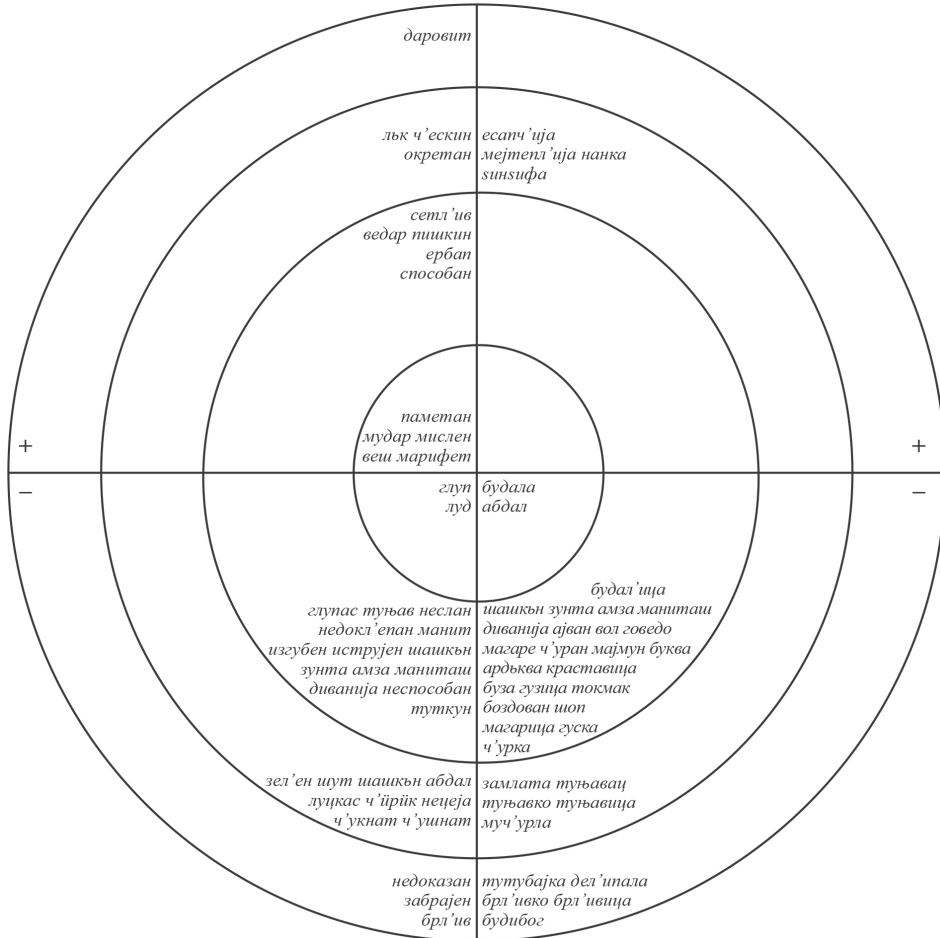 даровит
љк ч’ескин
окретан
есапч’ија
мејтепл’ија нанка
ѕинѕифа
сетл’ив
ведар пишкин
ербап
способан
паметан
мудар мислен
веш марифет
+
+
−
−
глуп
луд
будала
абдал
глупас туњав неслан
недокл’епан манит
изгубен иструјен шашкьн
зунта амза маниташ
диванија неспособан
туткун
будал’ица
шашкьн зунта амза маниташ
диванија ајван вол говедо
магаре ч’уран мајмун буква
ардьква краставица
буза гузица токмак
боздован шоп
магарица гуска
ч’урка
зел’ен шут шашкьн абдал
луцкас ч’ӥрӥк нецеја
ч’укнат ч’ушнат
замлата туњавац
туњавко туњавица
муч’урла
недоказан
забрајен
брл’ив
тутубајка дел’ипала
брл’ивко брл’ивица
будибог